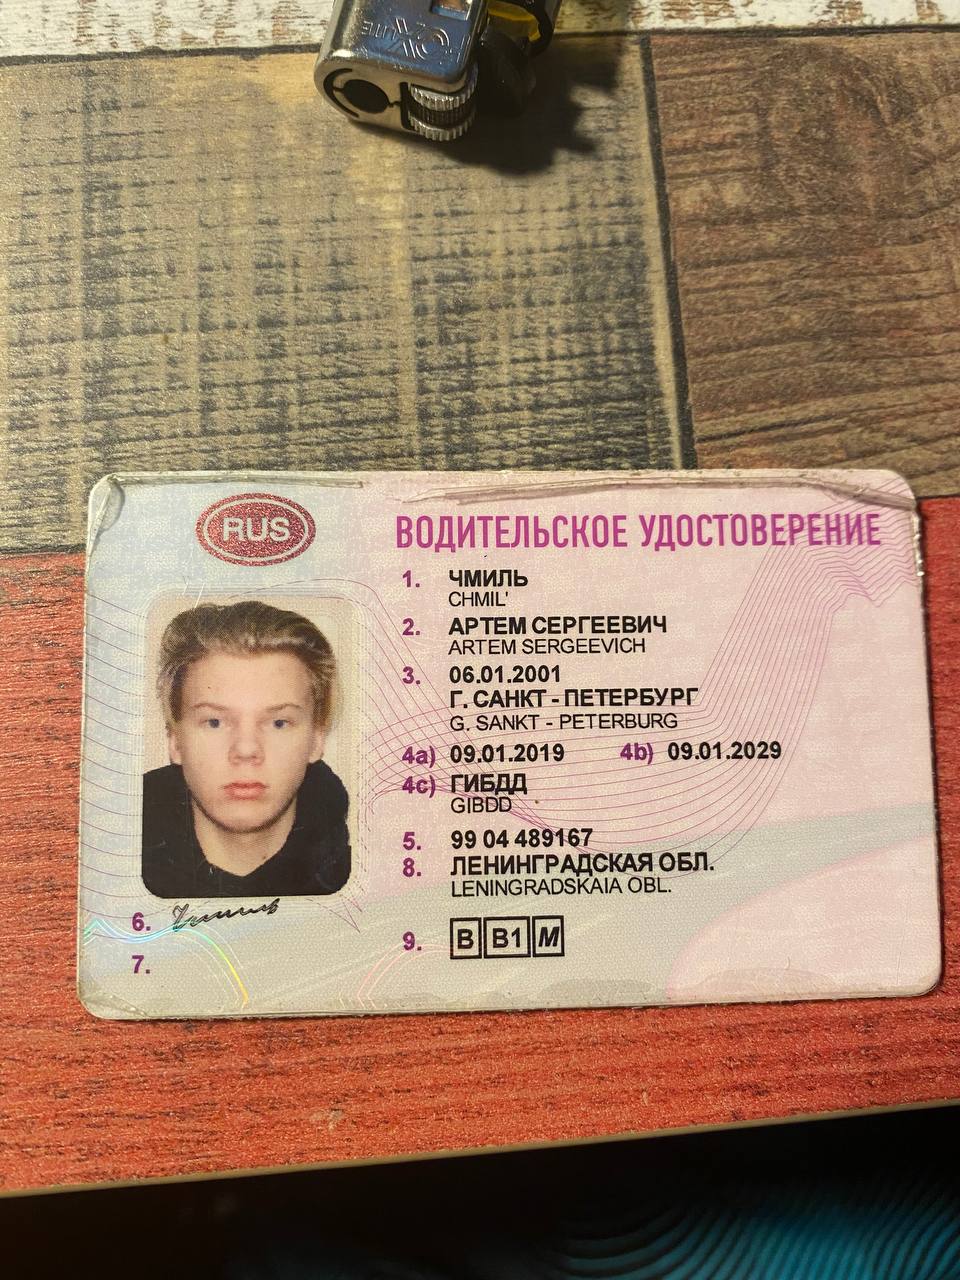 RUS
ВОДИТЕЛЬСКОЕ УДОСТОВЕРЕНИЕ
1. ЧМИЛЬ
CHMIL'
2. АРТЕМ СЕРГЕЕВИЧ
ARTEM SERGEEVICH
3. 06.01.2001
Г. САНКТ - ПЕТЕРБУРГ
G. SANKT - PETERBURG
4a) 09.01.2019 4b) 09.01.2029
4c) ГИБДД
GIBDD
5. 99 04 489167
8. ЛЕНИНГРАДСКАЯ ОБЛ.
LENINGRADSKAIA OBL.
6.
7.
9. B B1 M